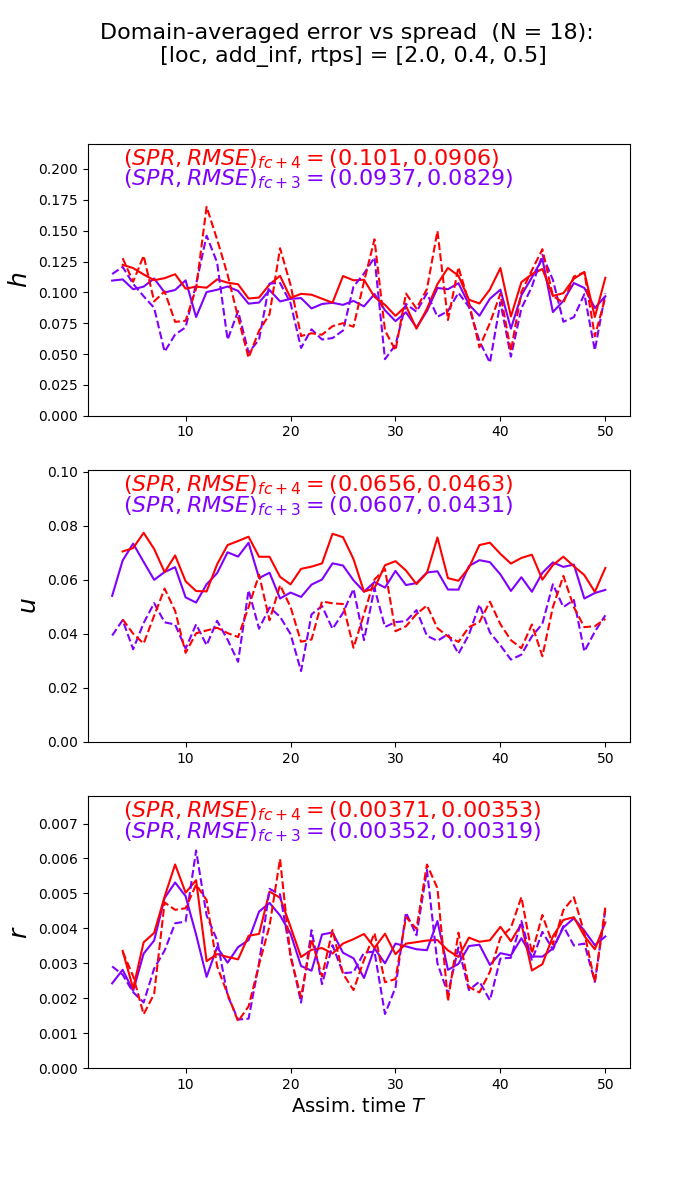 Domain-averaged error vs spread (N = 18):
[loc, add_inf, rtps] = [2.0, 0.4, 0.5]
(SPR, RMSE)fc+4 = (0.101, 0.0906)
(SPR, RMSE)fc+3 = (0.0937, 0.0829)
0.200
0.175
0.150
0.125
0.100
0.075
0.050
0.025
0.000
h
10 20 30 40 50
(SPR, RMSE)fc+4 = (0.0656, 0.0463)
(SPR, RMSE)fc+3 = (0.0607, 0.0431)
0.10
0.08
0.06
0.04
0.02
0.00
u
10 20 30 40 50
(SPR, RMSE)fc+4 = (0.00371, 0.00353)
(SPR, RMSE)fc+3 = (0.00352, 0.00319)
0.007
0.006
0.005
0.004
0.003
0.002
0.001
0.000
r
10 20 30 40 50
Assim. time T